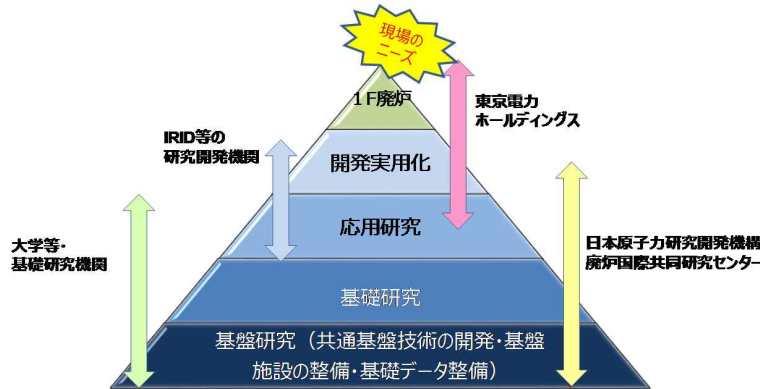 現場の
ニーズ
1F廃炉
東京電力
ホールディングス
IRID等の
研究開発機関
開発実用化
応用研究
大学等・
基礎研究機関
日本原子力研究開発機構
廃炉国際共同研究センター
基礎研究
基盤研究（共通基盤技術の開発・基盤
施設の整備・基礎データ整備）